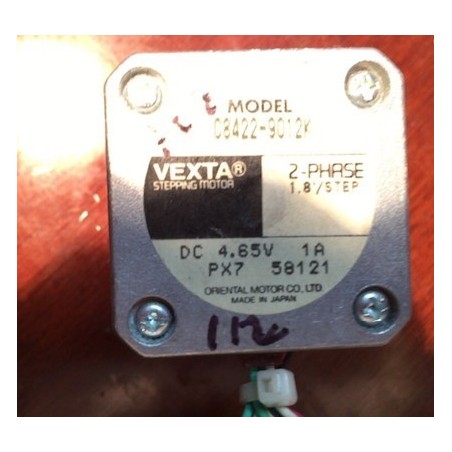 MODEL
C8422-9012K
VEXTA®
STEPPING MOTOR
2-PHASE
1.8°/STEP
DC 4.65V 1A
PX7 58121
ORIENTAL MOTOR CO., LTD.
MADE IN JAPAN